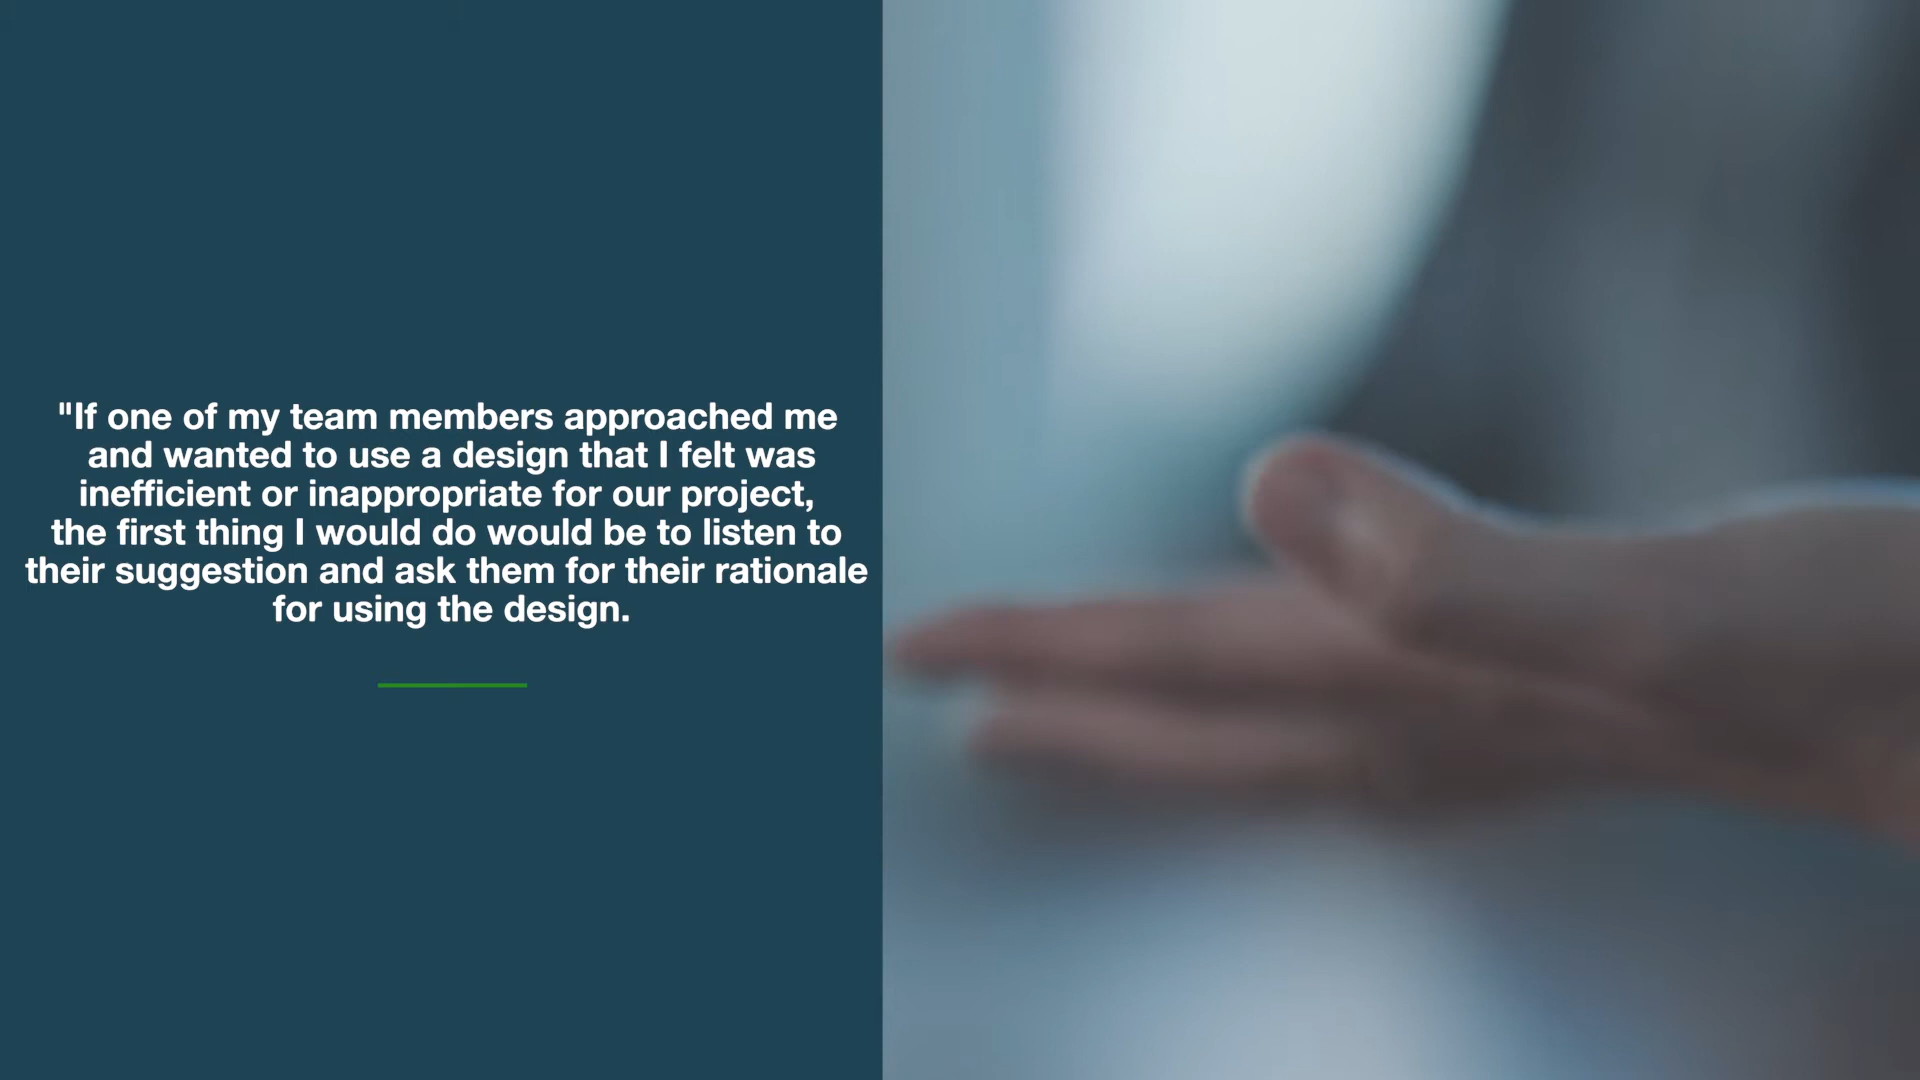 "If one of my team members approached me
and wanted to use a design that I felt was
inefficient or inappropriate for our project,
the first thing I would do would be to listen to
their suggestion and ask them for their rationale
for using the design.